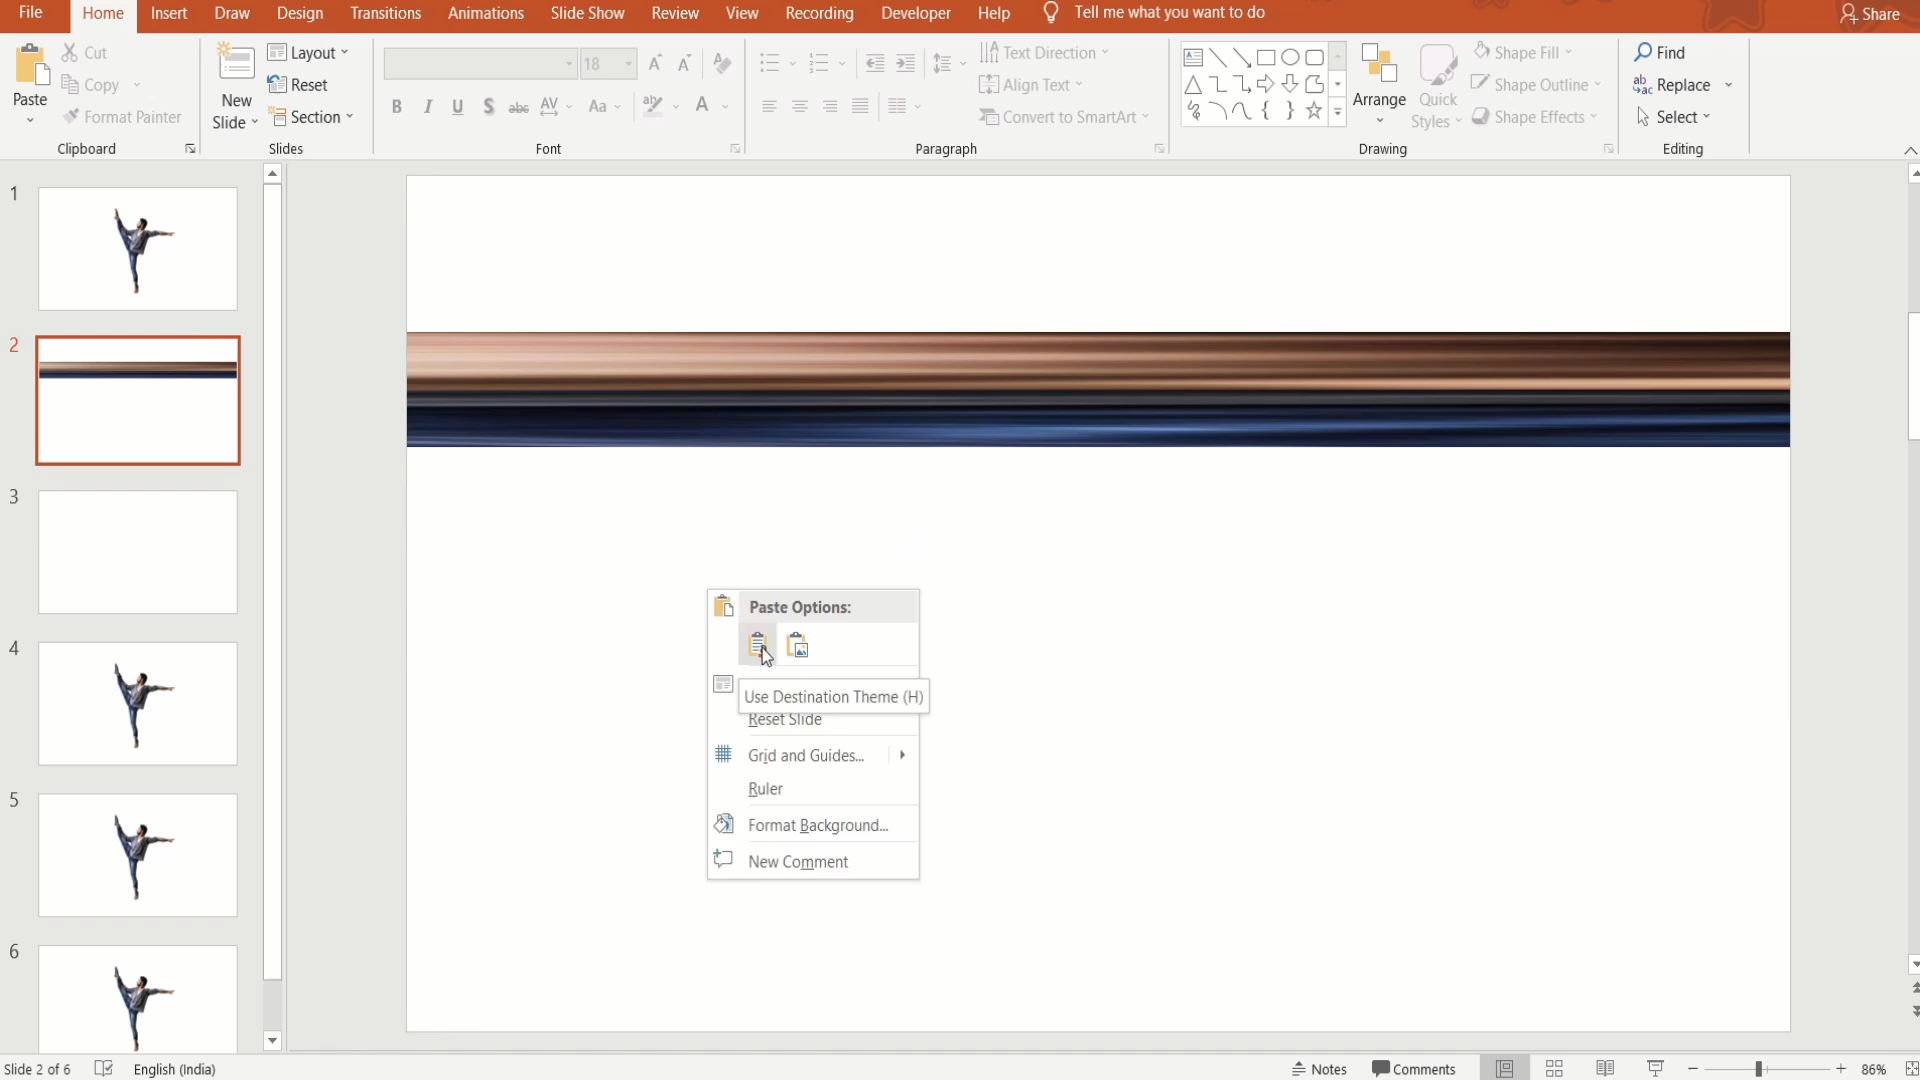 File Home Insert Draw Design Transitions Animations Slide Show Review View Recording Developer Help Tell me what you want to do Share
Paste
Cut
Copy
Format Painter
Clipboard
New
Slide
Layout
Reset
Section
Slides
18
B I U S abc AV Aa A
Font
Text Direction
Align Text
Convert to SmartArt
Paragraph
Arrange
Quick
Styles
Shape Fill
Shape Outline
Shape Effects
Drawing
Find
Replace
Select
Editing
1
2
3
4
5
6
Paste Options:
Use Destination Theme (H)
Reset Slide
Grid and Guides...
Ruler
Format Background...
New Comment
Slide 2 of 6 English (India) Notes Comments 86%